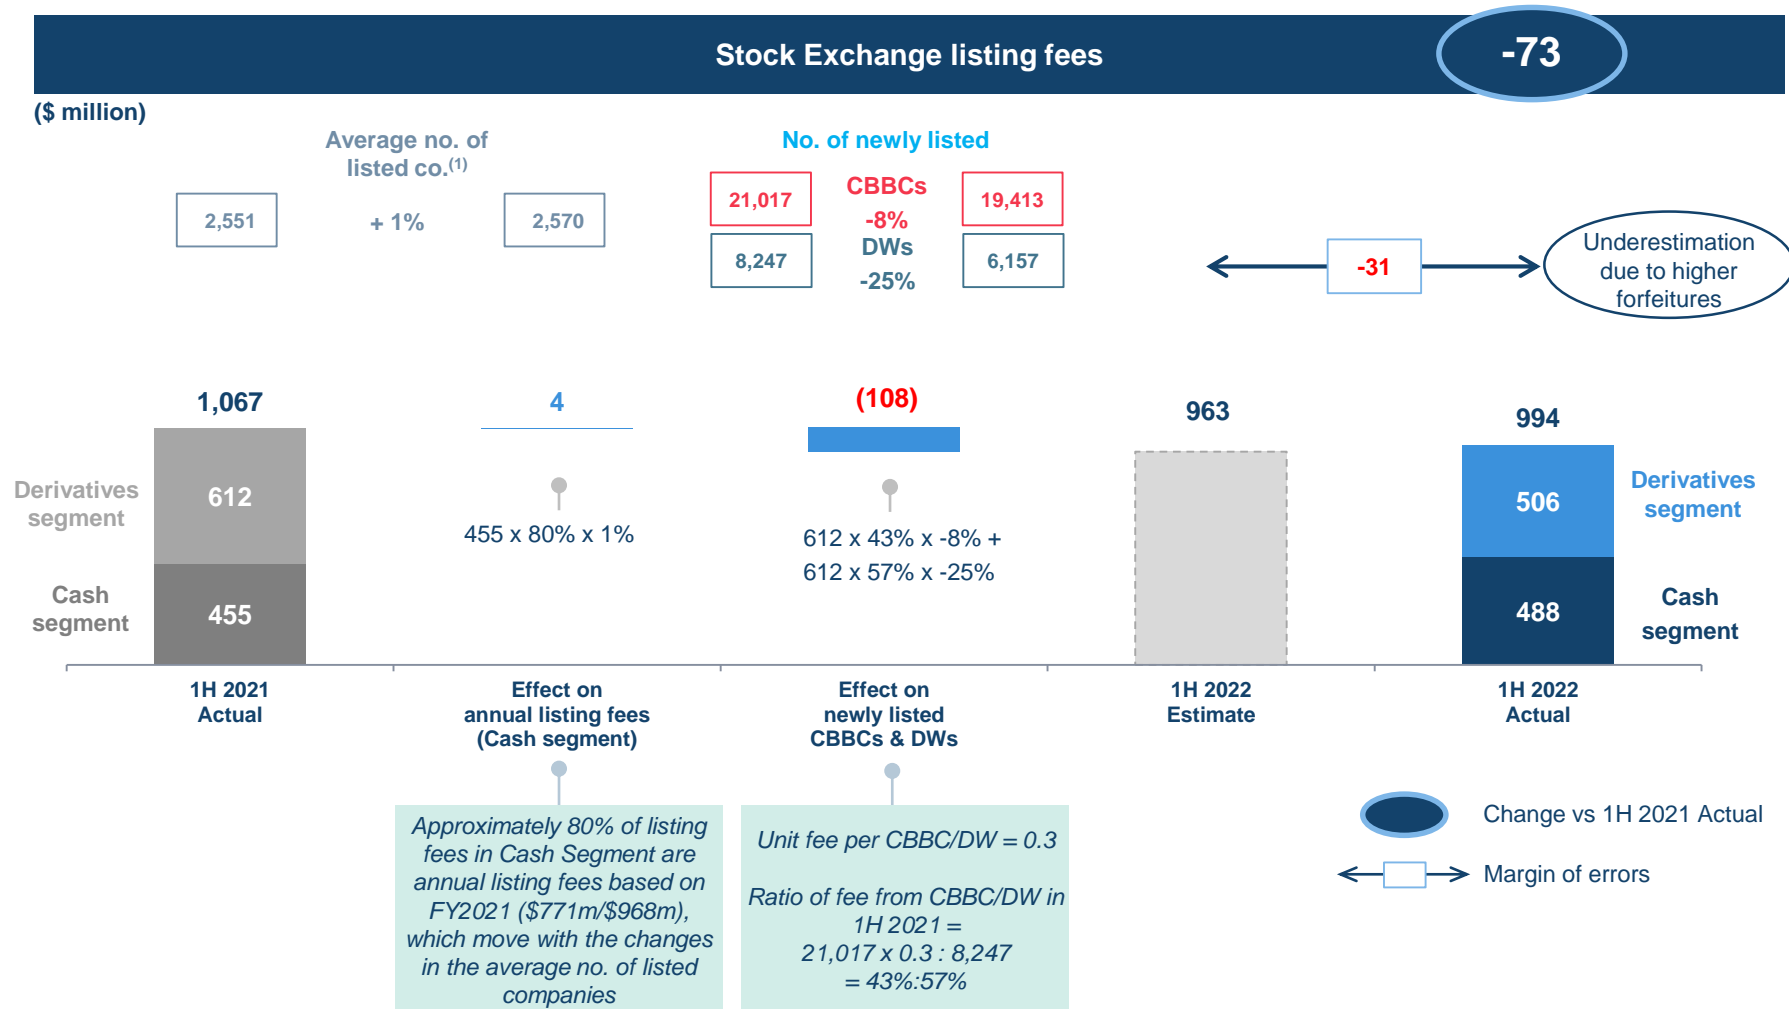 Stock Exchange listing fees
-73
($ million)
Average no. of
listed co.(1)
2,551
+ 1%
2,570
No. of newly listed
21,017
CBBCs
-8%
19,413
8,247
DWs
-25%
6,157
-31
Underestimation
due to higher
forfeitures
1,067
4
(108)
963
994
Derivatives
segment
612
506
Derivatives
segment
455 x 80% x 1%
612 x 43% x -8% +
612 x 57% x -25%
Cash
segment
455
488
Cash
segment
1H 2021
Actual
Effect on
annual listing fees
(Cash segment)
Effect on
newly listed
CBBCs & DWs
1H 2022
Estimate
1H 2022
Actual
Approximately 80% of listing
fees in Cash Segment are
annual listing fees based on
FY2021 ($771m/$968m),
which move with the changes
in the average no. of listed
companies
Unit fee per CBBC/DW = 0.3
Ratio of fee from CBBC/DW in
1H 2021 =
21,017 x 0.3 : 8,247
= 43%:57%
Change vs 1H 2021 Actual
Margin of errors